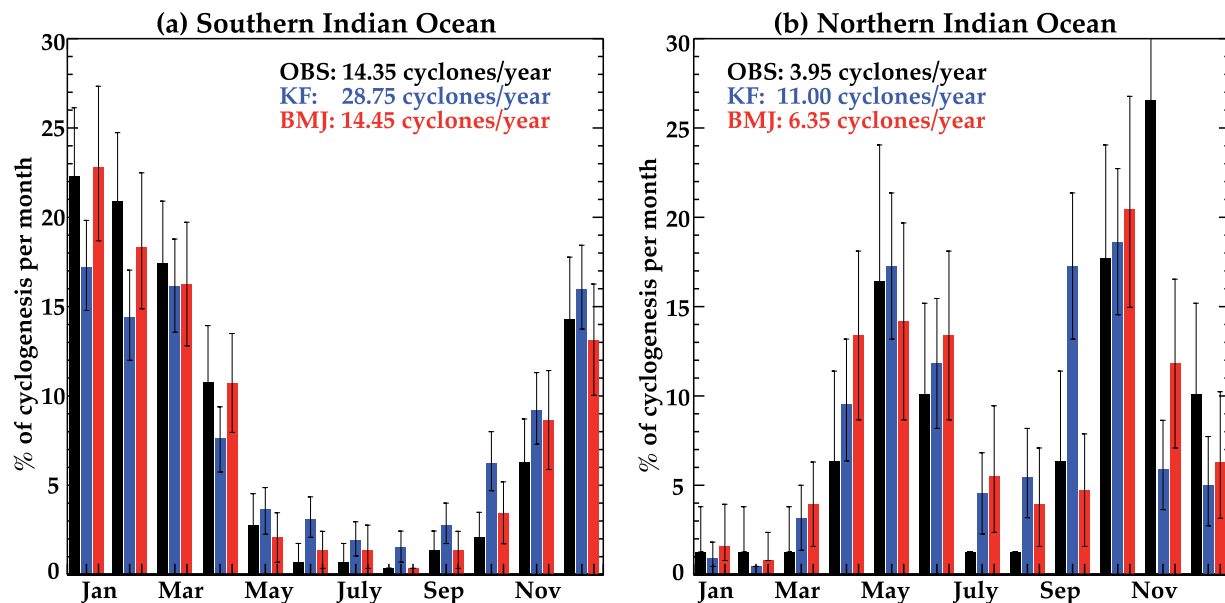 (a) Southern Indian Ocean
% of cyclogenesis per month
30
25
20
15
10
5
0
OBS: 14.35 cyclones/year
KF: 28.75 cyclones/year
BMJ: 14.45 cyclones/year
Jan Mar May July Sep Nov
(b) Northern Indian Ocean
% of cyclogenesis per month
30
25
20
15
10
5
0
OBS: 3.95 cyclones/year
KF: 11.00 cyclones/year
BMJ: 6.35 cyclones/year
Jan Mar May July Sep Nov